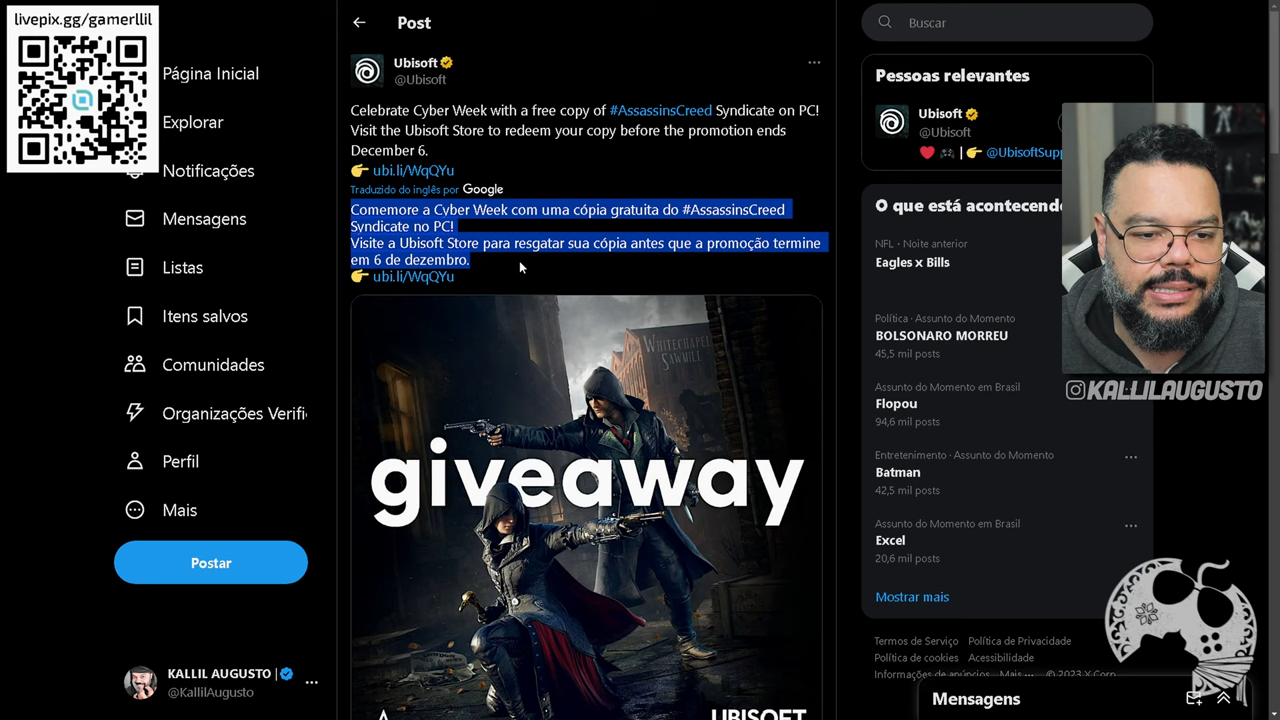 livepix.gg/gamerllil
Página Inicial
Explorar
Notificações
Mensagens
Listas
Itens salvos
Comunidades
Organizações Verifi
Perfil
Mais
Postar
KALLIL AUGUSTO |
@KallilAugusto
Post
Ubisoft
@Ubisoft
Celebrate Cyber Week with a free copy of #AssassinsCreed Syndicate on PC!
Visit the Ubisoft Store to redeem your copy before the promotion ends
December 6.
👉 ubi.li/WqQYu
Traduzido do inglês por Google
Comemore a Cyber Week com uma cópia gratuita do #AssassinsCreed
Syndicate no PC!
Visite a Ubisoft Store para resgatar sua cópia antes que a promoção termine
em 6 de dezembro.
👉 ubi.li/WqQYu
WHITECHAPEL
SAWMILL
giveaway
UBISOFT
Buscar
Pessoas relevantes
Ubisoft
@Ubisoft
❤️ 🎮 | 👉 @UbisoftSupp
O que está acontecendo
NFL · Noite anterior
Eagles x Bills
Política · Assunto do Momento
BOLSONARO MORREU
45,5 mil posts
Assunto do Momento em Brasil
Flopou
94,6 mil posts
Entretenimento · Assunto do Momento
Batman
42,5 mil posts
Assunto do Momento em Brasil
Excel
20,6 mil posts
Mostrar mais
Termos de Serviço Política de Privacidade
Política de cookies Acessibilidade
Informações de anúncios Mais ... © 2023 X Corp.
Mensagens
KALLILAUGUSTO